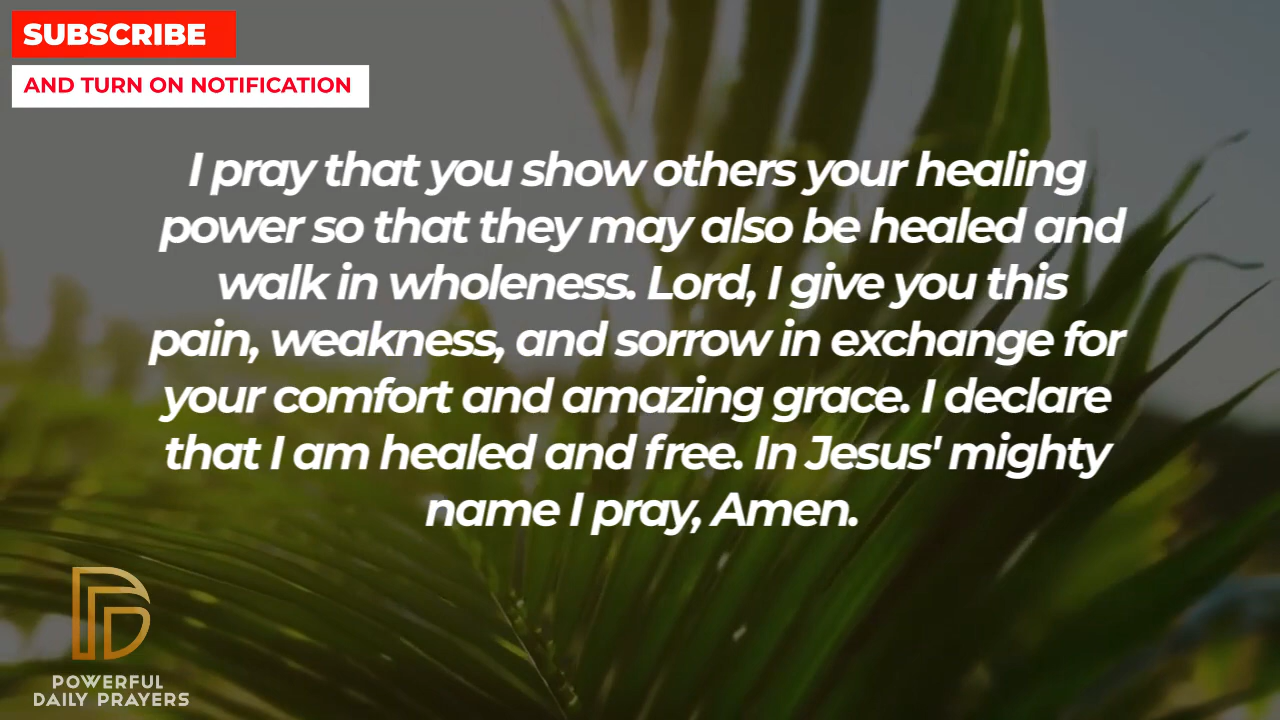 SUBSCRIBE
AND TURN ON NOTIFICATION
I pray that you show others your healing
power so that they may also be healed and
walk in wholeness. Lord, I give you this
pain, weakness, and sorrow in exchange for
your comfort and amazing grace. I declare
that I am healed and free. In Jesus' mighty
name I pray, Amen.
POWERFUL
DAILY PRAYERS